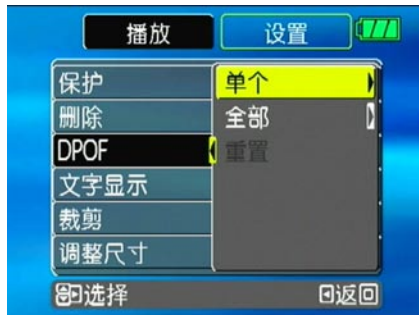 播放 设置
保护 单个
删除 全部
DPOF 重置
文字显示
裁剪
调整尺寸
选择 返回